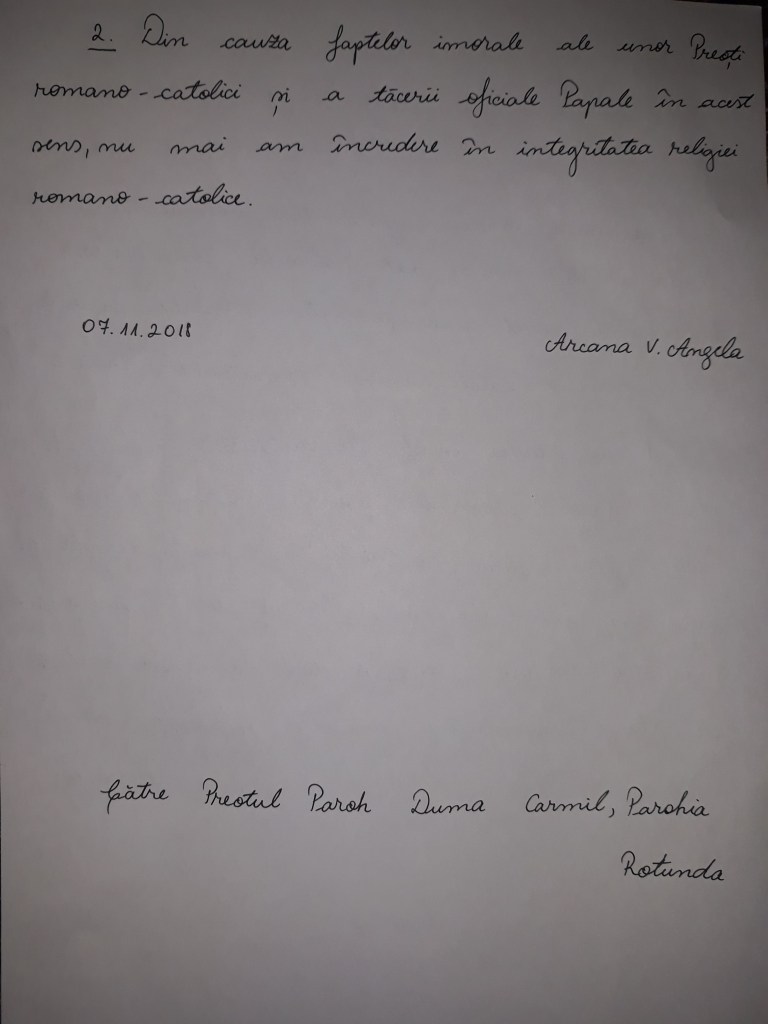 2. Din cauza faptelor imorale ale unor Preoți
romano-catolici și a tăcerii oficiale Papale în acest
sens, nu mai am încredere în integritatea religiei
romano-catolice.
07.11.2018
Arcana V. Angela
Către Preotul Paroh Duma Carmil, Parohia
Rotunda